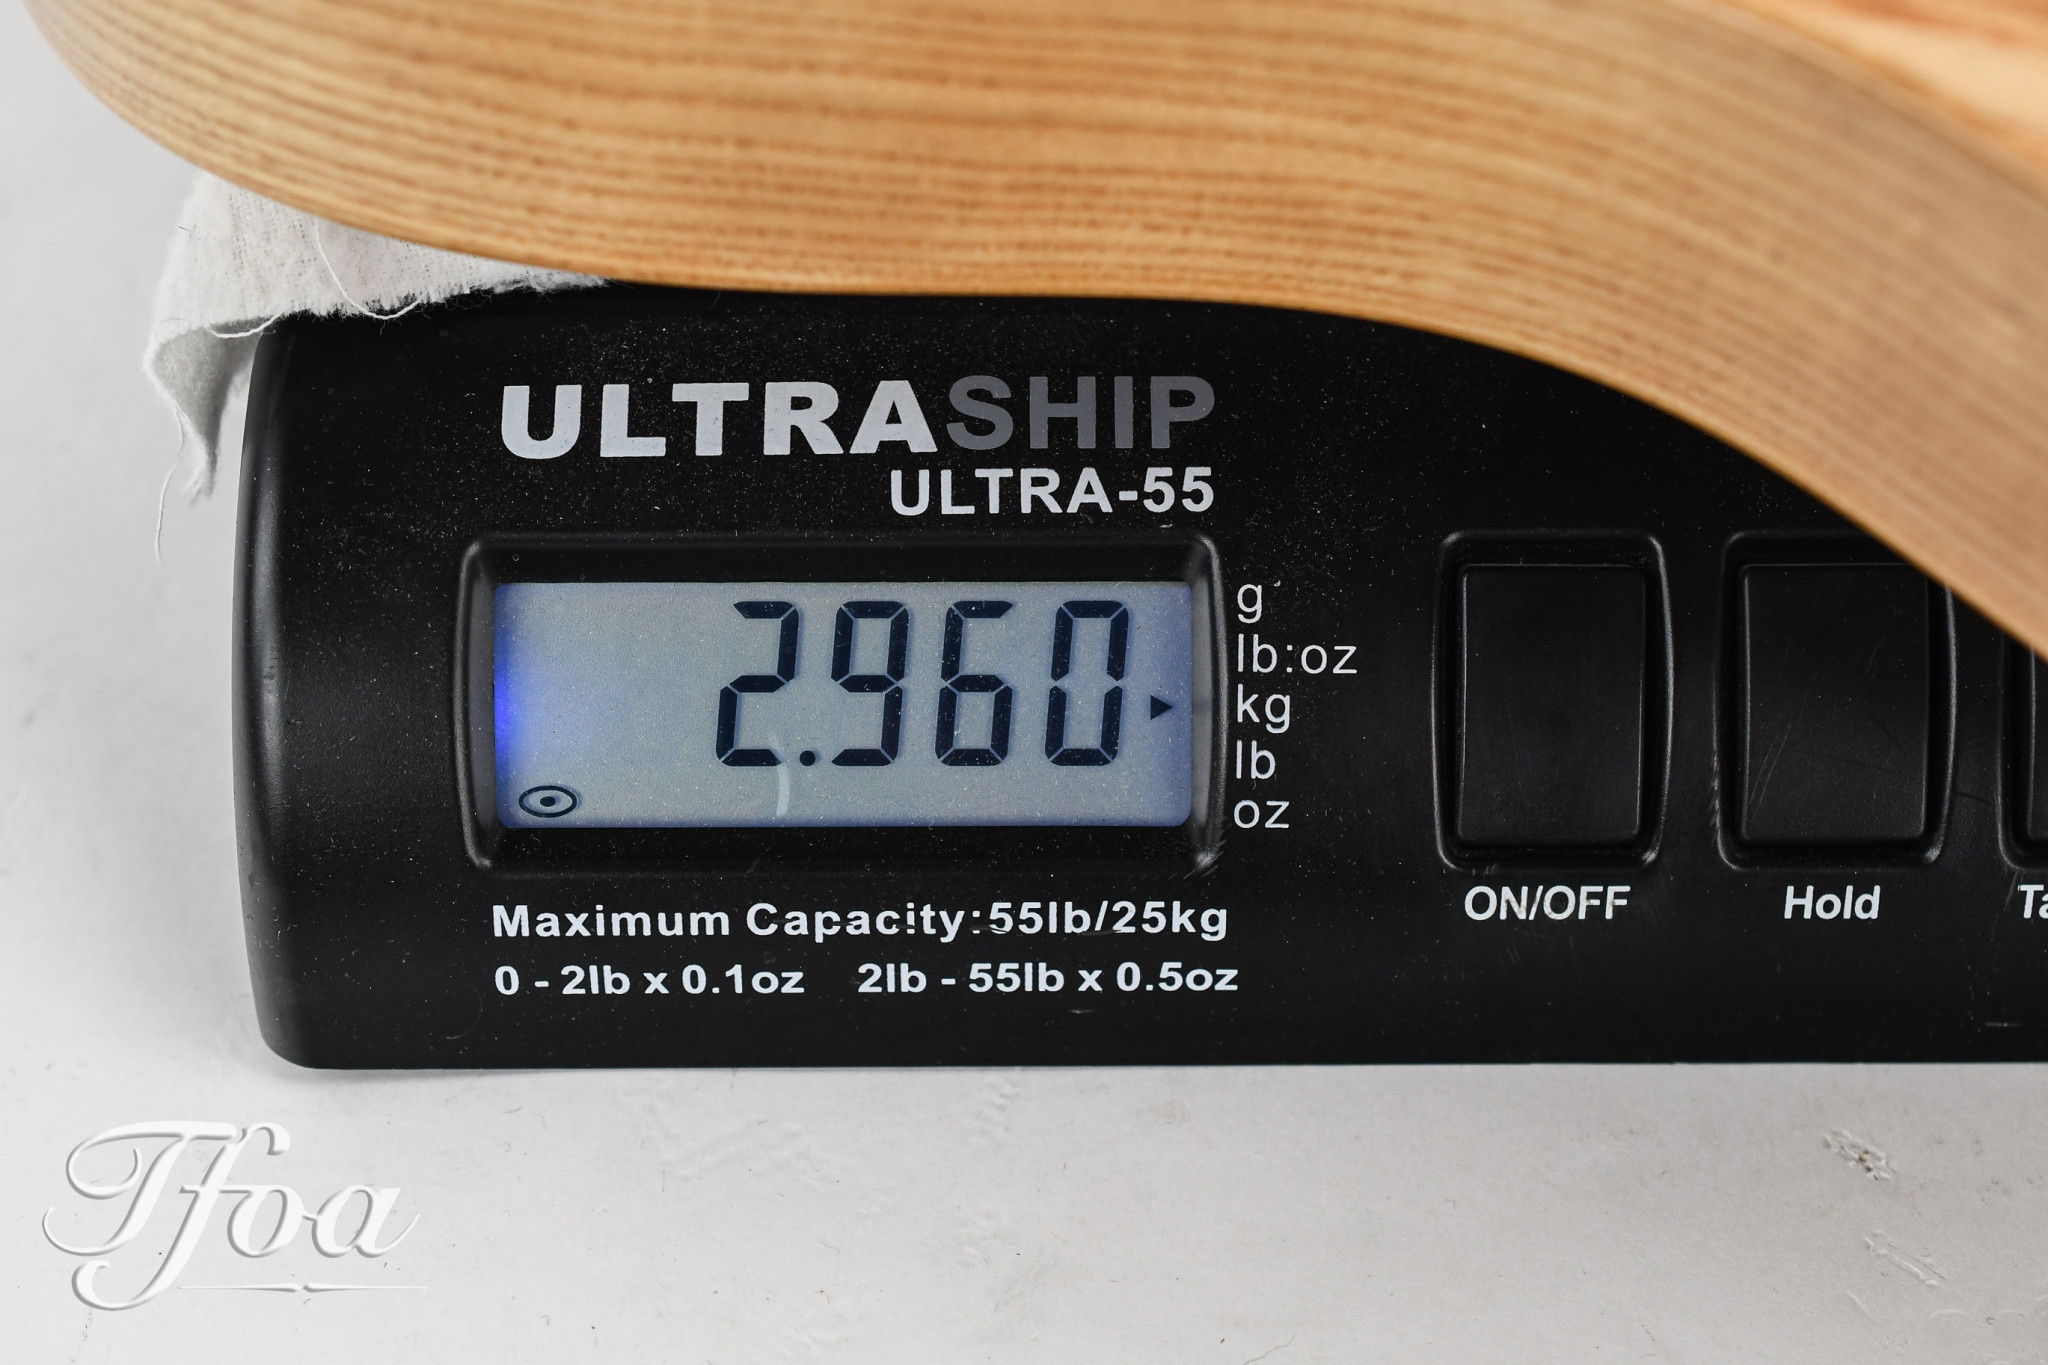 ULTRASHIP
ULTRA-55
2.960
g
lb:oz
kg
lb
oz
Maximum Capacity:55lb/25kg
0 - 2lb x 0.1oz 2lb - 55lb x 0.5oz
ON/OFF
Hold
Tfoa